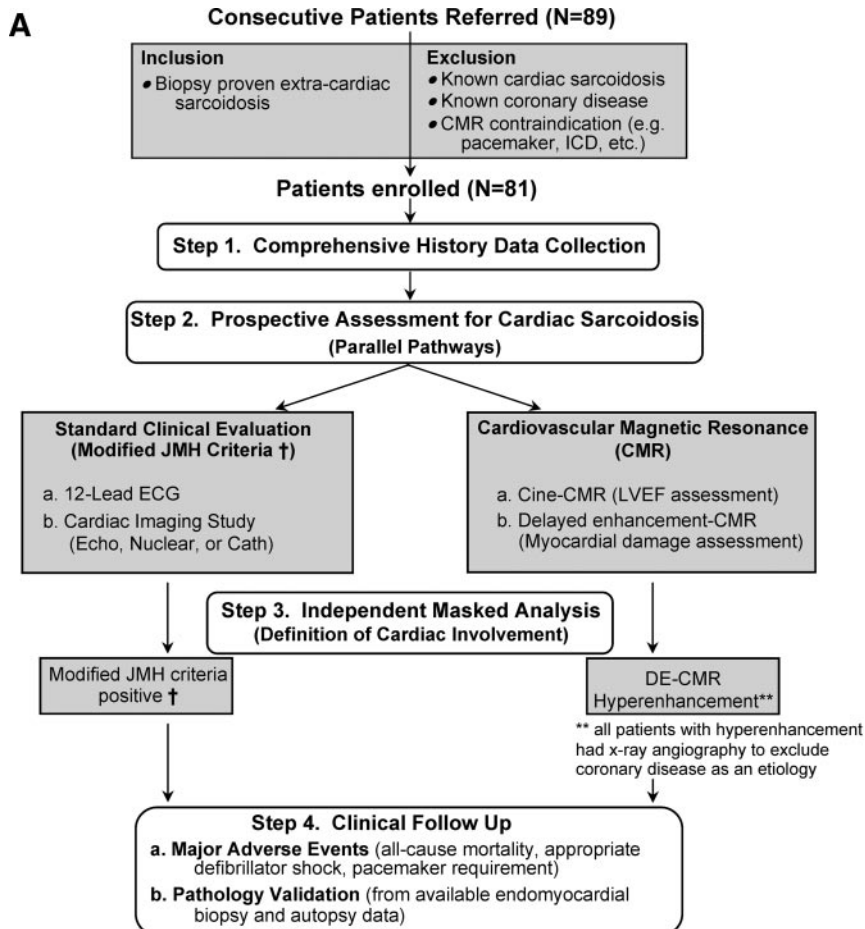 A
Consecutive Patients Referred (N=89)
Inclusion
● Biopsy proven extra-cardiac
sarcoidosis
Exclusion
● Known cardiac sarcoidosis
● Known coronary disease
● CMR contraindication (e.g.
pacemaker, ICD, etc.)
Patients enrolled (N=81)
Step 1. Comprehensive History Data Collection
Step 2. Prospective Assessment for Cardiac Sarcoidosis
(Parallel Pathways)
Standard Clinical Evaluation
(Modified JMH Criteria †)
a. 12-Lead ECG
b. Cardiac Imaging Study
(Echo, Nuclear, or Cath)
Cardiovascular Magnetic Resonance
(CMR)
a. Cine-CMR (LVEF assessment)
b. Delayed enhancement-CMR
(Myocardial damage assessment)
Step 3. Independent Masked Analysis
(Definition of Cardiac Involvement)
Modified JMH criteria
positive †
DE-CMR
Hyperenhancement**
** all patients with hyperenhancement
had x-ray angiography to exclude
coronary disease as an etiology
Step 4. Clinical Follow Up
a. Major Adverse Events (all-cause mortality, appropriate
defibrillator shock, pacemaker requirement)
b. Pathology Validation (from available endomyocardial
biopsy and autopsy data)